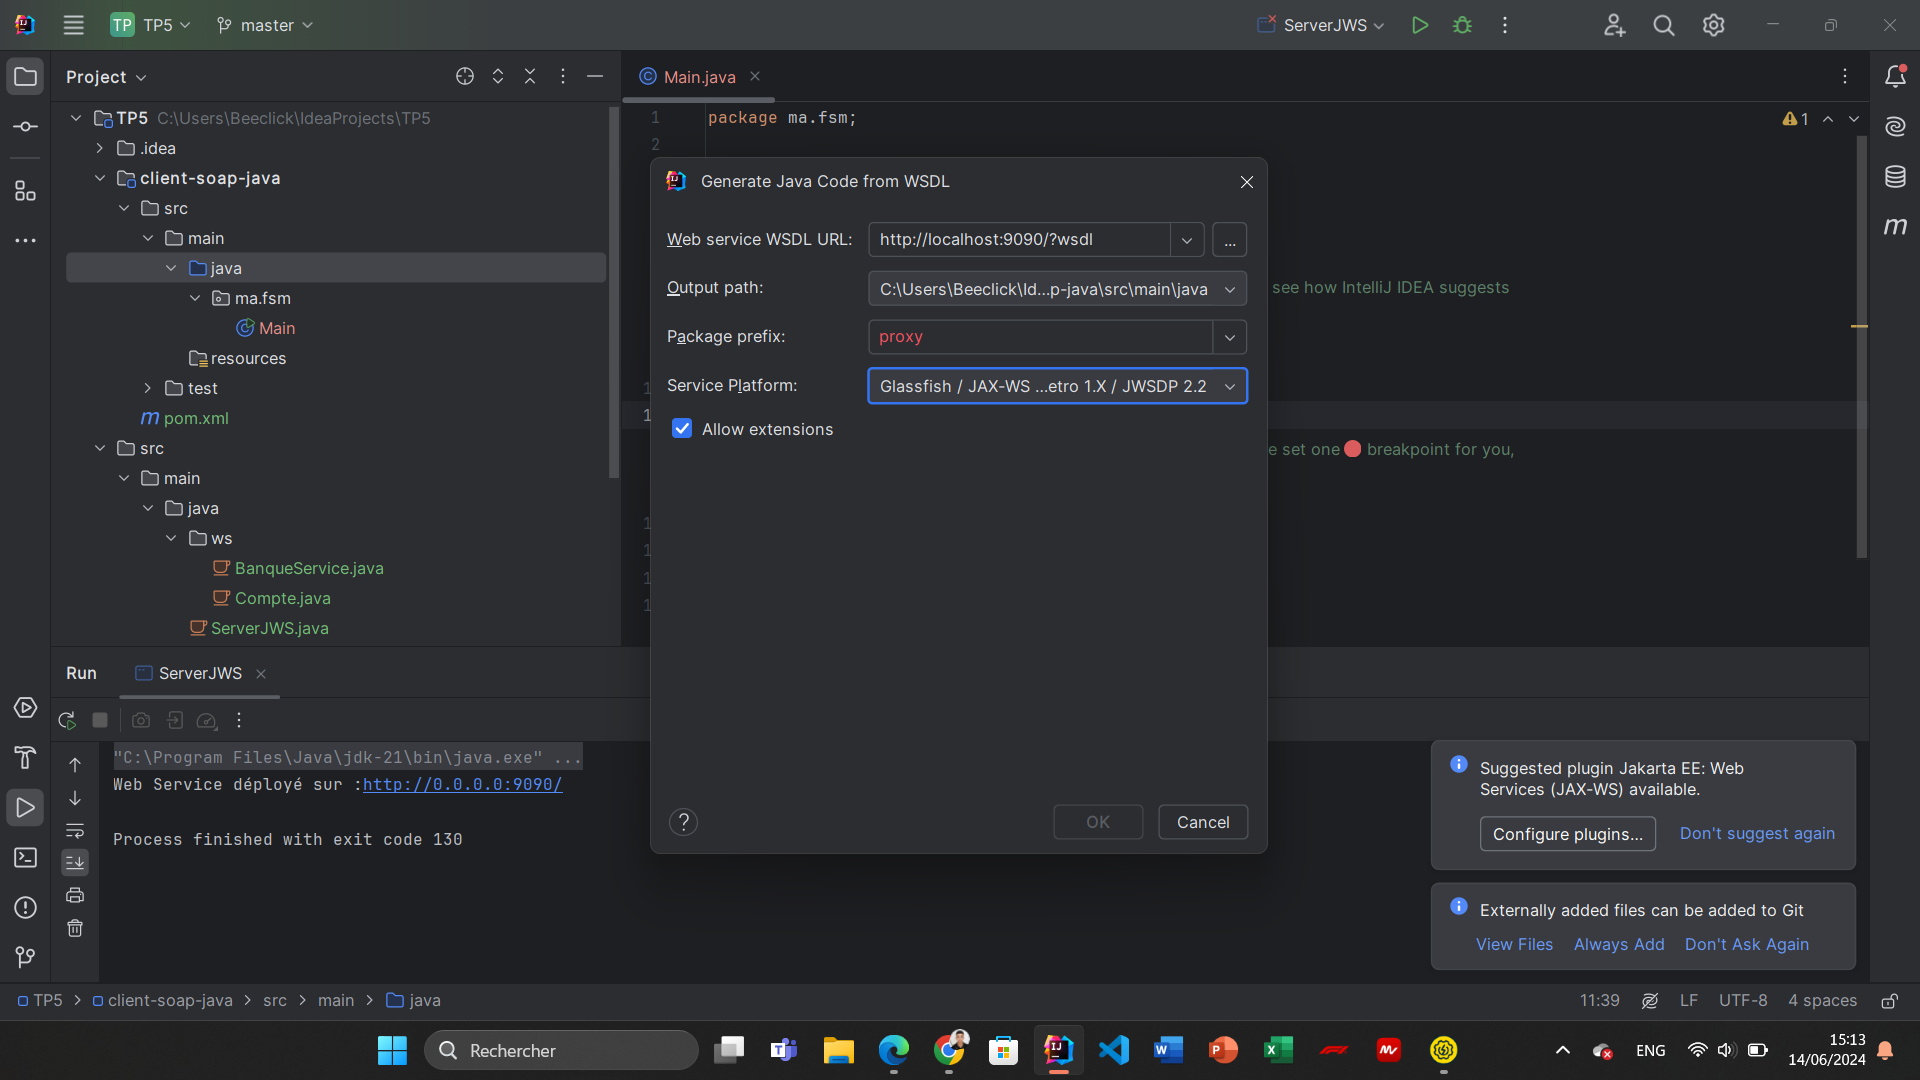 TP TP5 master
ServerJWS
Project
Main.java
TP5 C:\Users\Beeclick\IdeaProjects\TP5
.idea
client-soap-java
src
main
java
ma.fsm
Main
resources
test
pom.xml
src
main
java
ws
BanqueService.java
Compte.java
ServerJWS.java
1 package ma.fsm;
2
1
see how IntelliJ IDEA suggests
1
1
e set one breakpoint for you,
1
1
1
1
Generate Java Code from WSDL
Web service WSDL URL: http://localhost:9090/?wsdl ...
Output path: C:\Users\Beeclick\Id...p-java\src\main\java
Package prefix: proxy
Service Platform: Glassfish / JAX-WS ...etro 1.X / JWSDP 2.2
Allow extensions
? OK Cancel
Run ServerJWS
"C:\Program Files\Java\jdk-21\bin\java.exe" ...
Web Service déployé sur :http://0.0.0.0:9090/
Process finished with exit code 130
Suggested plugin Jakarta EE: Web
Services (JAX-WS) available.
Configure plugins... Don't suggest again
Externally added files can be added to Git
View Files Always Add Don't Ask Again
TP5 > client-soap-java > src > main > java
11:39 LF UTF-8 4 spaces
Rechercher
ENG
15:13
14/06/2024